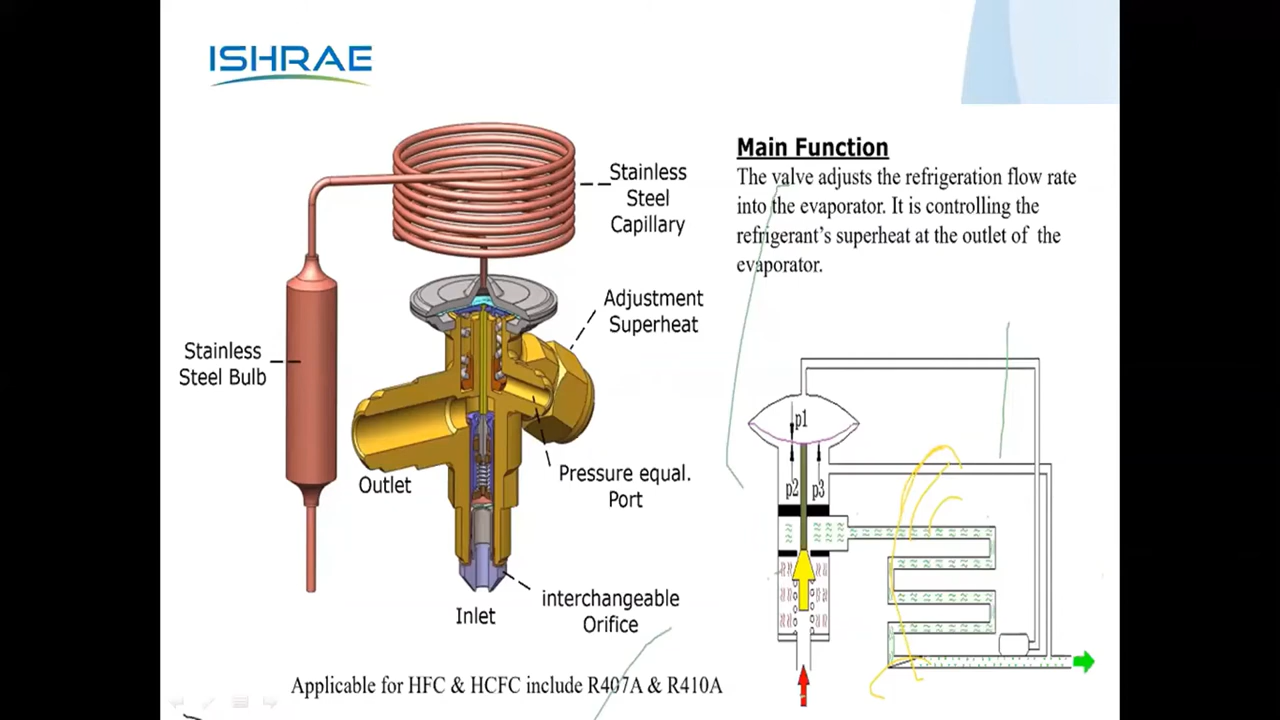 ISHRAE
Main Function
The valve adjusts the refrigeration flow rate
into the evaporator. It is controlling the
refrigerant's superheat at the outlet of the
evaporator.
Stainless
Steel
Capillary
Adjustment
Superheat
Stainless
Steel Bulb
Outlet
Pressure equal.
Port
interchangeable
Orifice
Inlet
p1
p2 p3
Applicable for HFC & HCFC include R407A & R410A